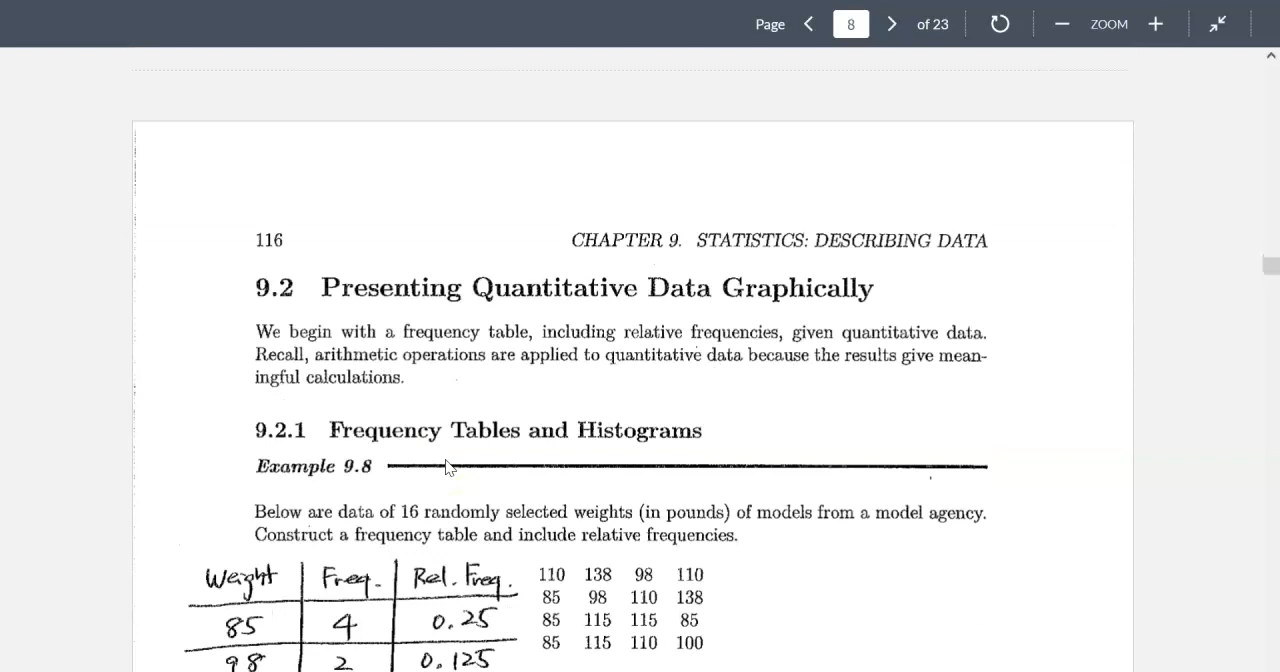 Page 8 of 23 ZOOM
116 CHAPTER 9. STATISTICS: DESCRIBING DATA
9.2 Presenting Quantitative Data Graphically
We begin with a frequency table, including relative frequencies, given quantitative data.
Recall, arithmetic operations are applied to quantitative data because the results give mean-
ingful calculations.
9.2.1 Frequency Tables and Histograms
Example 9.8
Below are data of 16 randomly selected weights (in pounds) of models from a model agency.
Construct a frequency table and include relative frequencies.
Weight Freq. Rel. Freq.
85 4 0.25
98 2 0.125
110 138 98 110
85 98 110 138
85 115 115 85
85 115 110 100